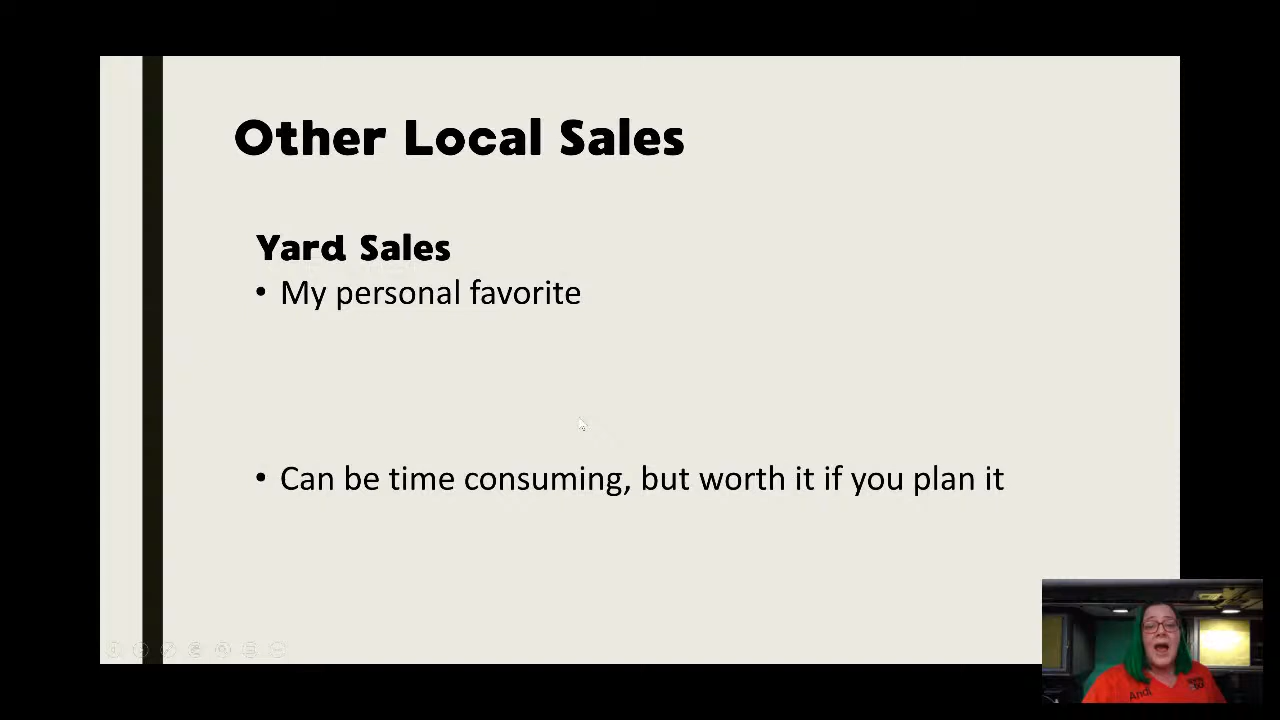 Other Local Sales
Yard Sales
• My personal favorite
• Can be time consuming, but worth it if you plan it
Andi